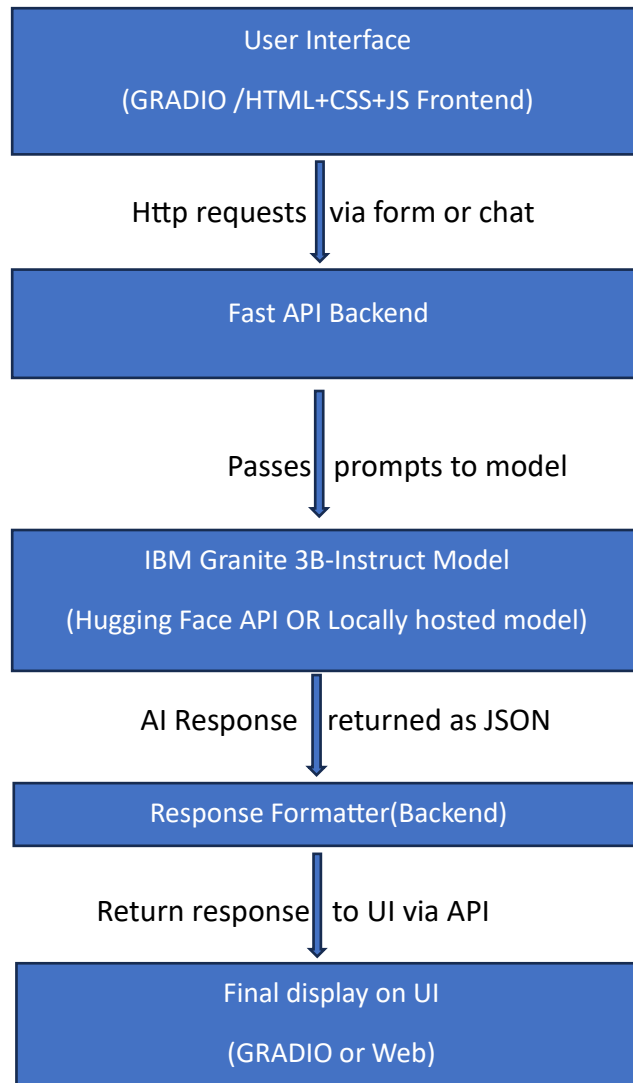 User Interface
(GRADIO /HTML+CSS+JS Frontend)
Http requests via form or chat
Fast API Backend
Passes prompts to model
IBM Granite 3B-Instruct Model
(Hugging Face API OR Locally hosted model)
AI Response returned as JSON
Response Formatter(Backend)
Return response to UI via API
Final display on UI
(GRADIO or Web)